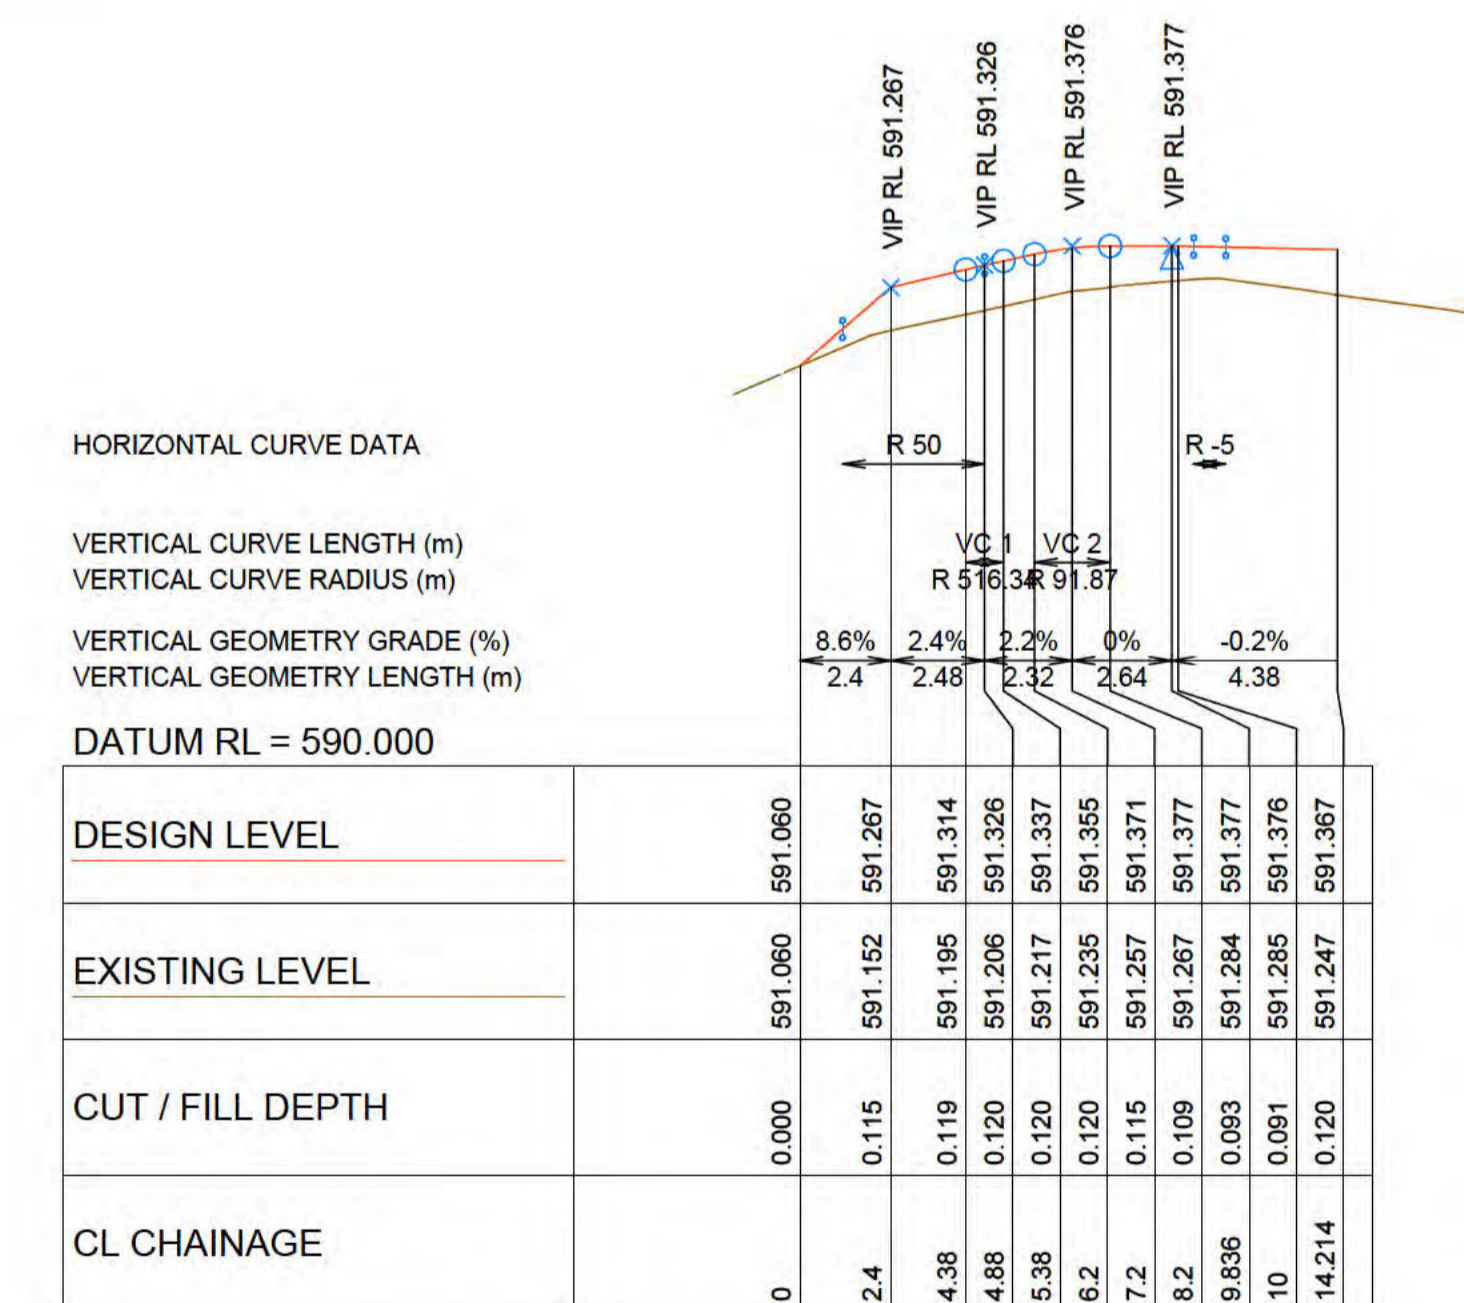 VIP RL 591.267
VIP RL 591.326
VIP RL 591.376
VIP RL 591.377
HORIZONTAL CURVE DATA
R 50
R -5
VERTICAL CURVE LENGTH (m)
VC 1
VC 2
VERTICAL CURVE RADIUS (m)
R 516.34
R 91.87
VERTICAL GEOMETRY GRADE (%)
8.6%
2.4%
2.2%
0%
-0.2%
VERTICAL GEOMETRY LENGTH (m)
2.4
2.48
2.32
2.64
4.38
DATUM RL = 590.000
DESIGN LEVEL
591.060
591.267
591.314
591.326
591.337
591.355
591.371
591.377
591.377
591.376
591.367
EXISTING LEVEL
591.060
591.152
591.195
591.206
591.217
591.235
591.257
591.267
591.284
591.285
591.247
CUT / FILL DEPTH
0.000
0.115
0.119
0.120
0.120
0.120
0.115
0.109
0.093
0.091
0.120
CL CHAINAGE
0
2.4
4.38
4.88
5.38
6.2
7.2
8.2
9.836
10
14.214